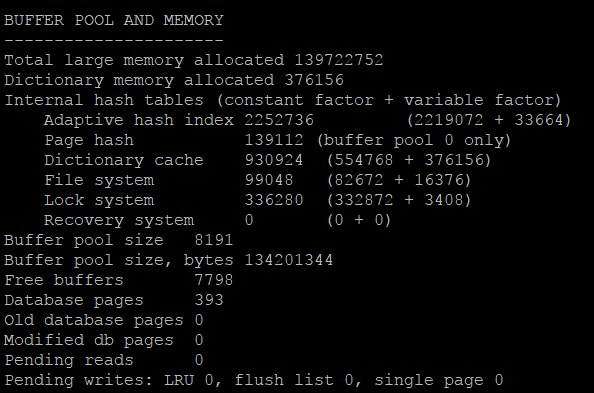 BUFFER POOL AND MEMORY
----------------------
Total large memory allocated 139722752
Dictionary memory allocated 376156
Internal hash tables (constant factor + variable factor)
    Adaptive hash index 2252736         (2219072 + 33664)
    Page hash           139112 (buffer pool 0 only)
    Dictionary cache    930924  (554768 + 376156)
    File system         99048   (82672 + 16376)
    Lock system         336280  (332872 + 3408)
    Recovery system     0       (0 + 0)
Buffer pool size   8191
Buffer pool size, bytes 134201344
Free buffers       7798
Database pages     393
Old database pages 0
Modified db pages  0
Pending reads      0
Pending writes: LRU 0, flush list 0, single page 0